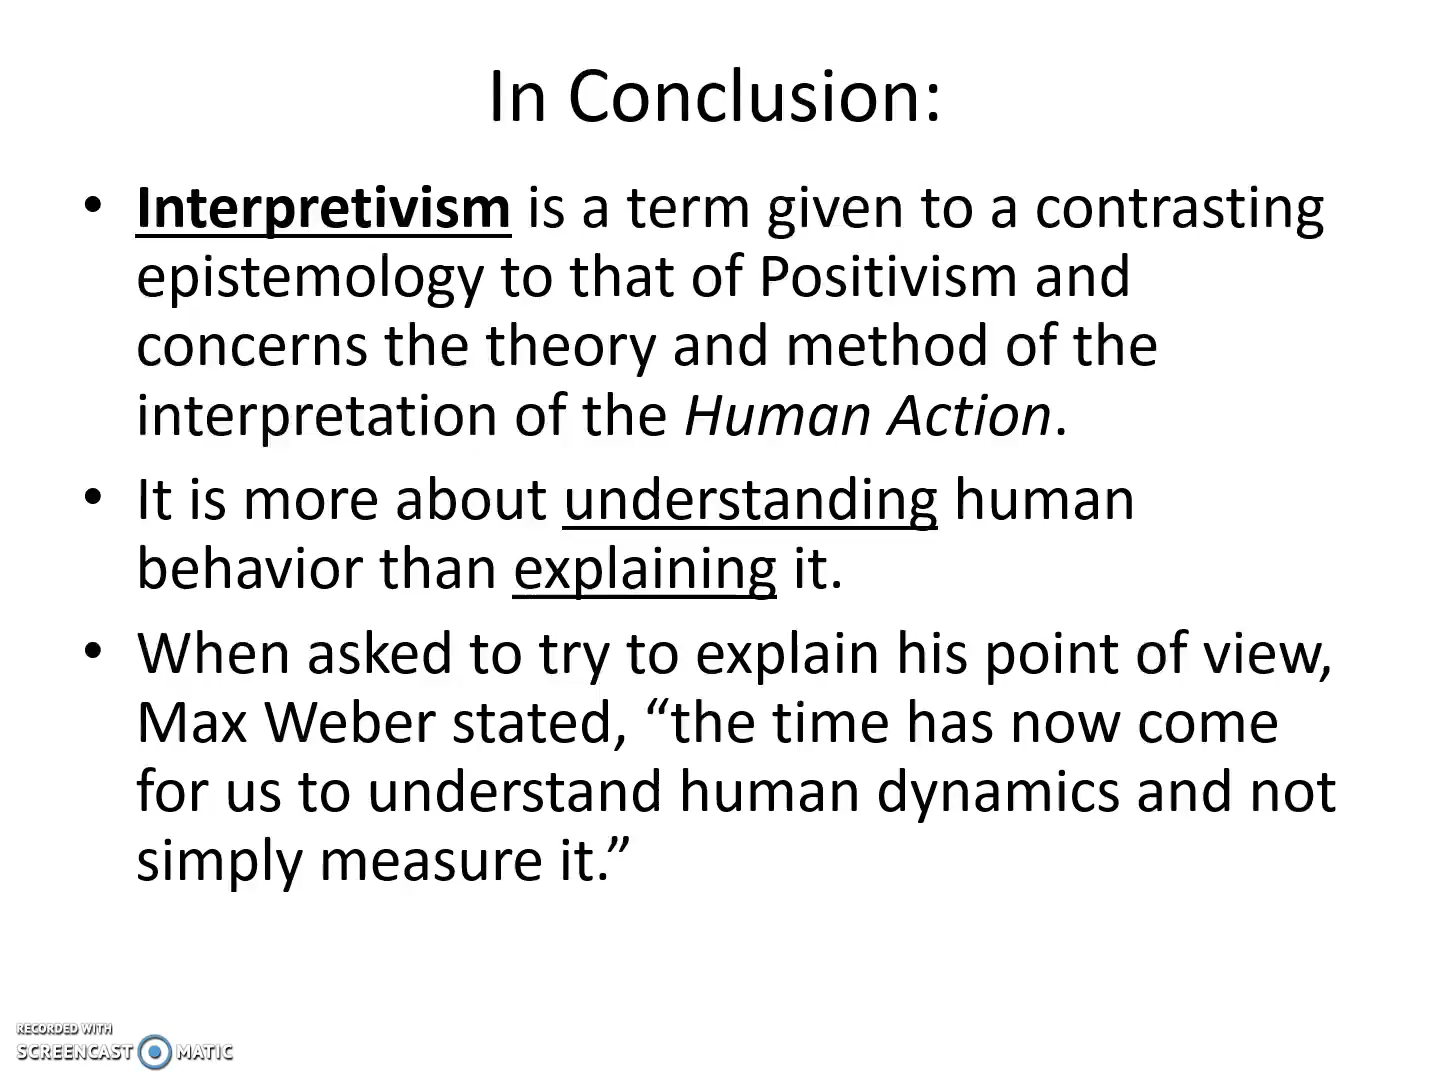 In Conclusion:
• Interpretivism is a term given to a contrasting
epistemology to that of Positivism and
concerns the theory and method of the
interpretation of the Human Action.
• It is more about understanding human
behavior than explaining it.
• When asked to try to explain his point of view,
Max Weber stated, “the time has now come
for us to understand human dynamics and not
simply measure it.”
RECORDED WITH
SCREENCAST MATIC